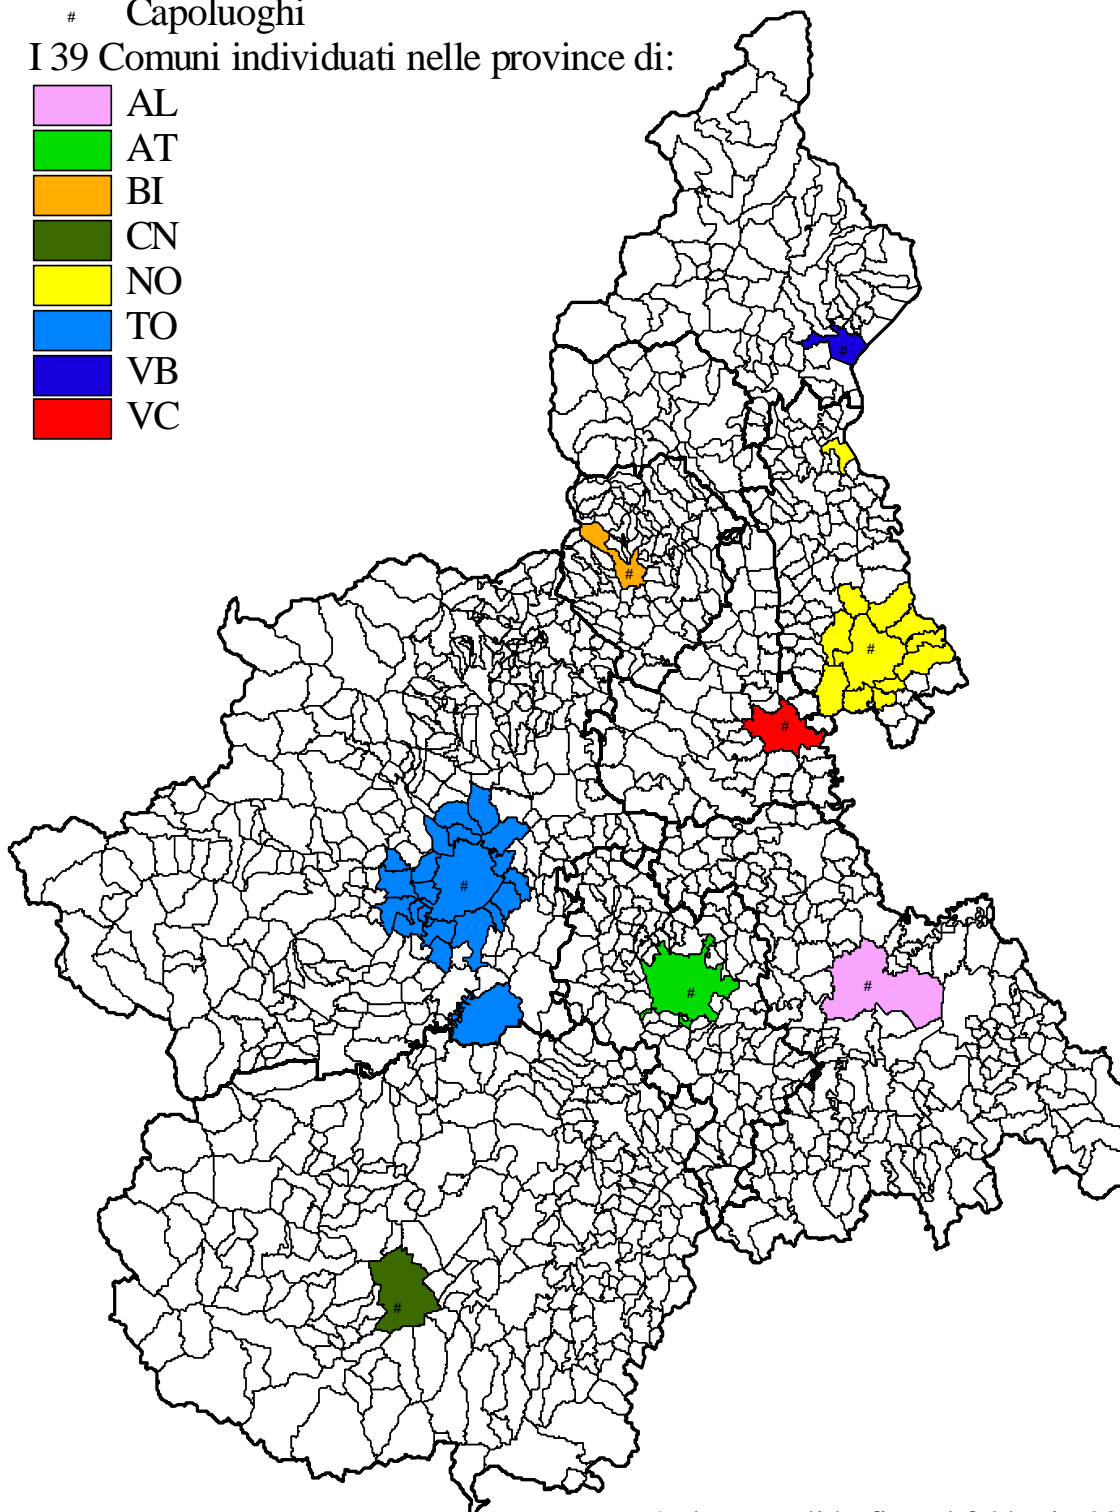 # Capoluoghi
I 39 Comuni individuati nelle province di:
AL
AT
BI
CN
NO
TO
VB
VC
#
#
#
#
#
#
#
#